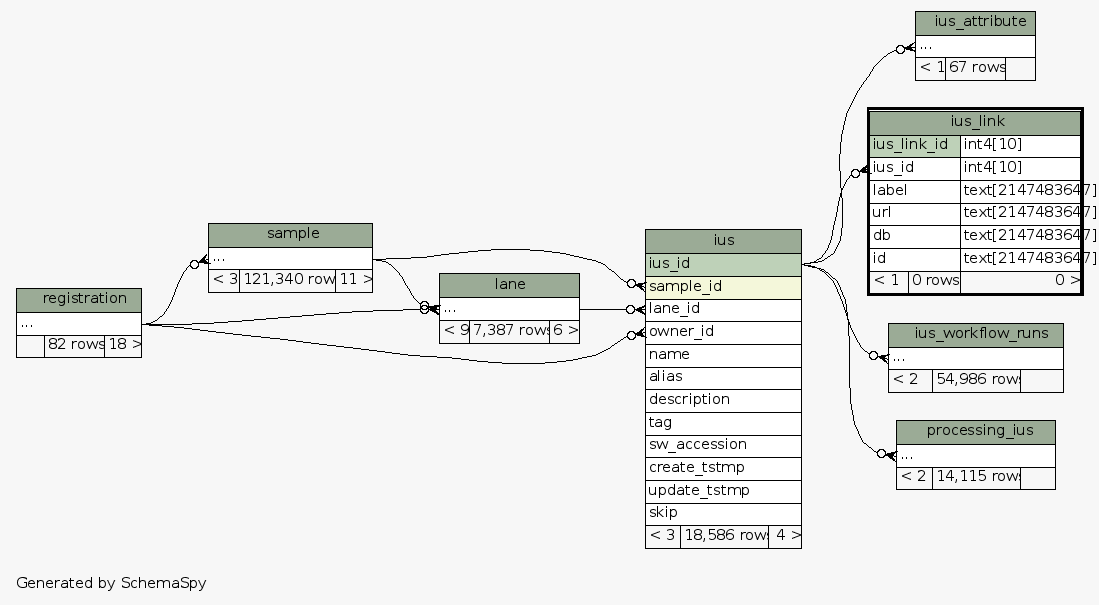 ius_attribute
...
< 1 67 rows
ius_link
ius_link_id int4[10]
ius_id int4[10]
label text[2147483647]
url text[2147483647]
db text[2147483647]
id text[2147483647]
< 1 0 rows 0 >
sample
...
< 3 121,340 row 11 >
registration
...
82 rows 18 >
lane
...
< 9 7,387 rows 6 >
ius
ius_id
sample_id
lane_id
owner_id
name
alias
description
tag
sw_accession
create_tstmp
update_tstmp
skip
< 3 18,586 rows 4 >
ius_workflow_runs
...
< 2 54,986 rows
processing_ius
...
< 2 14,115 rows
Generated by SchemaSpy